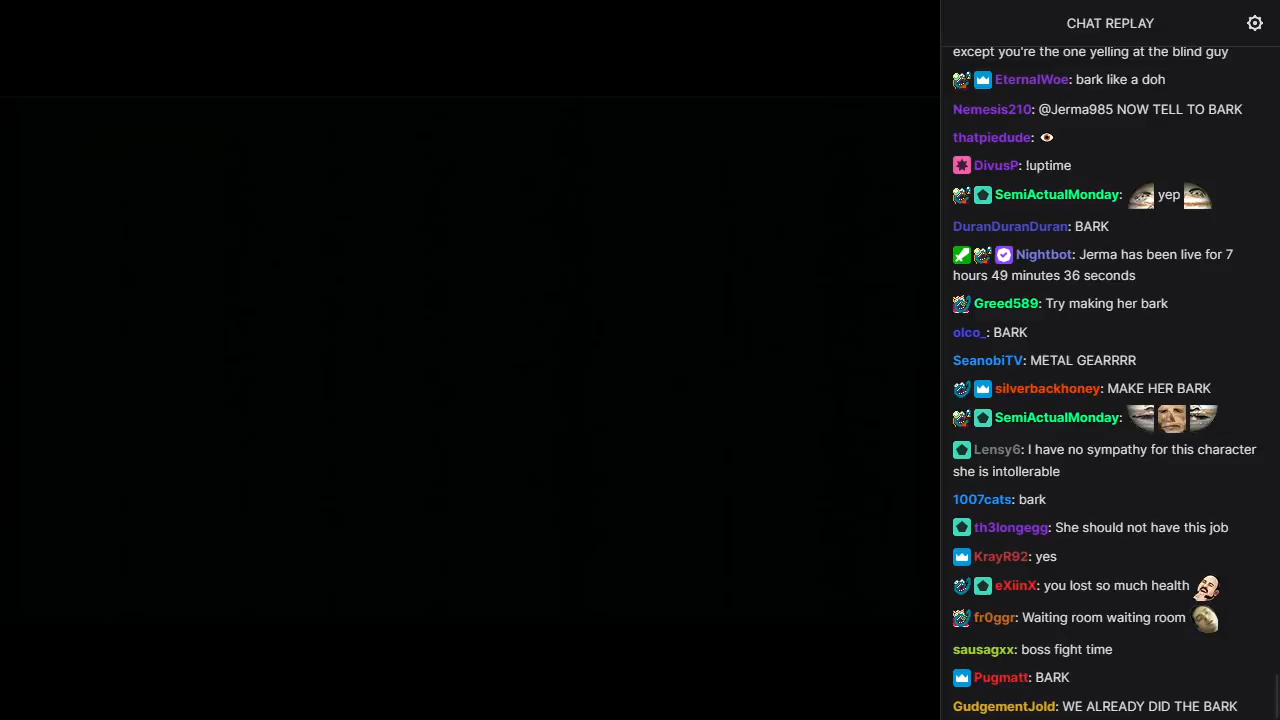 CHAT REPLAY
except you're the one yelling at the blind guy
EternalWoe: bark like a doh
Nemesis210: @Jerma985 NOW TELL TO BARK
thatpiedude:
DivusP: !uptime
SemiActualMonday: yep
DuranDuranDuran: BARK
Nightbot: Jerma has been live for 7
hours 49 minutes 36 seconds
Greed589: Try making her bark
olco_: BARK
SeanobiTV: METAL GEARRRR
silverbackhoney: MAKE HER BARK
SemiActualMonday:
Lensy6: I have no sympathy for this character
she is intollerable
1007cats: bark
th3longegg: She should not have this job
KrayR92: yes
eXiinX: you lost so much health
fr0ggr: Waiting room waiting room
sausagxx: boss fight time
Pugmatt: BARK
GudgementJold: WE ALREADY DID THE BARK